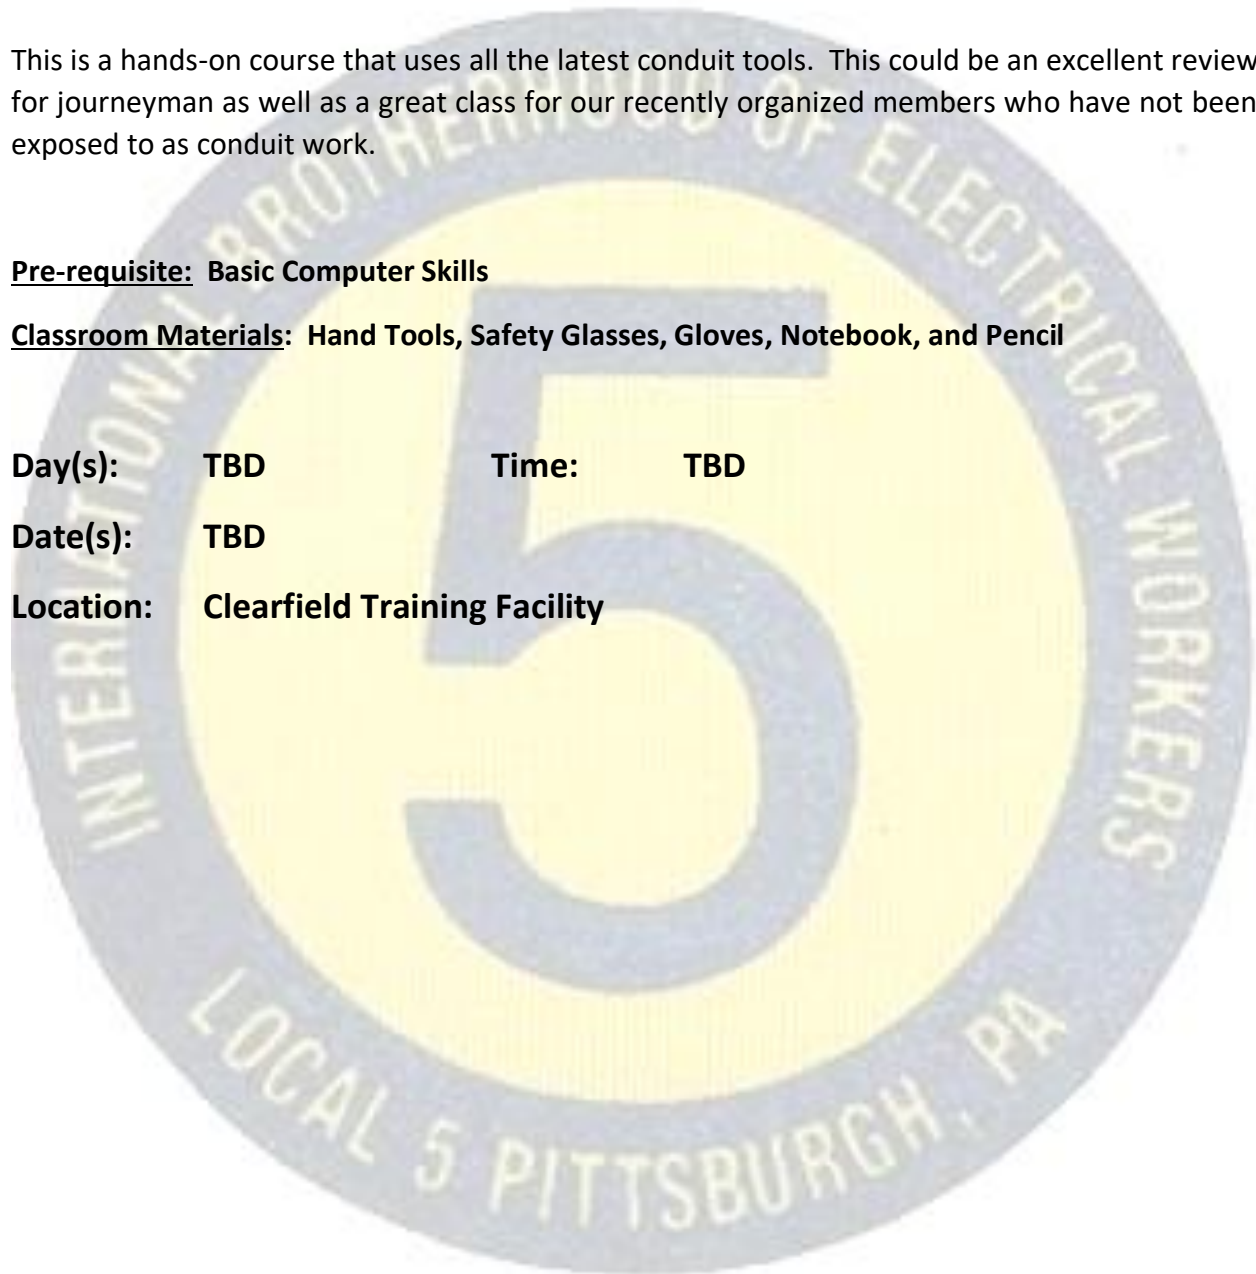 This is a hands-on course that uses all the latest conduit tools.  This could be an excellent review
for journeyman as well as a great class for our recently organized members who have not been
exposed to as conduit work.
Pre-requisite:  Basic Computer Skills
Classroom Materials:  Hand Tools, Safety Glasses, Gloves, Notebook, and Pencil
Day(s): TBD Time: TBD
Date(s): TBD
Location: Clearfield Training Facility
INTERNATIONAL BROTHERHOOD OF ELECTRICAL WORKERS
5
LOCAL 5 PITTSBURGH, PA